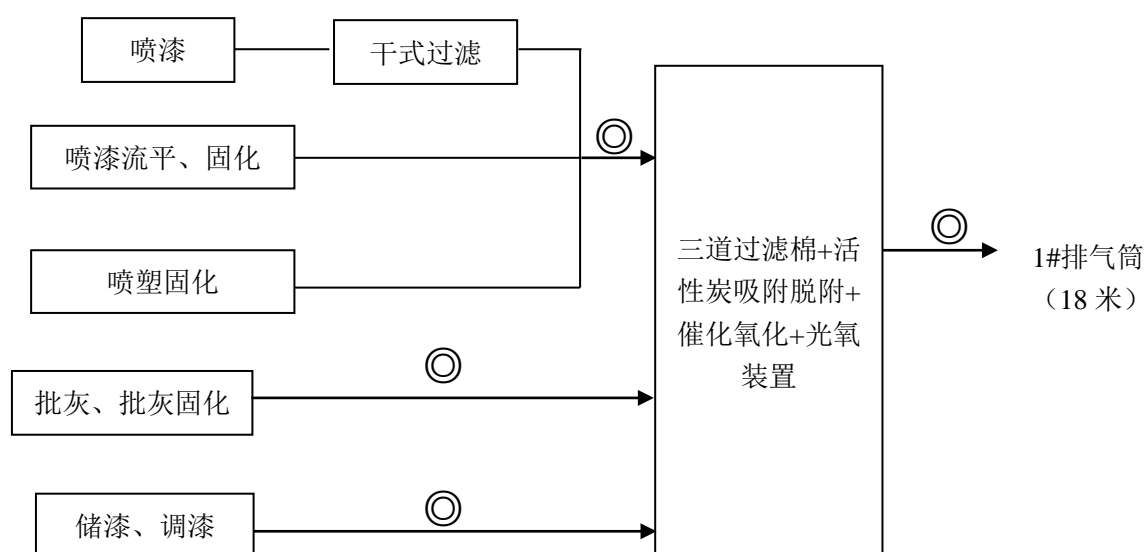 喷漆
干式过滤
喷漆流平、固化
喷塑固化
批灰、批灰固化
储漆、调漆
三道过滤棉+活
性炭吸附脱附+
催化氧化+光氧
装置
1#排气筒
（18 米）